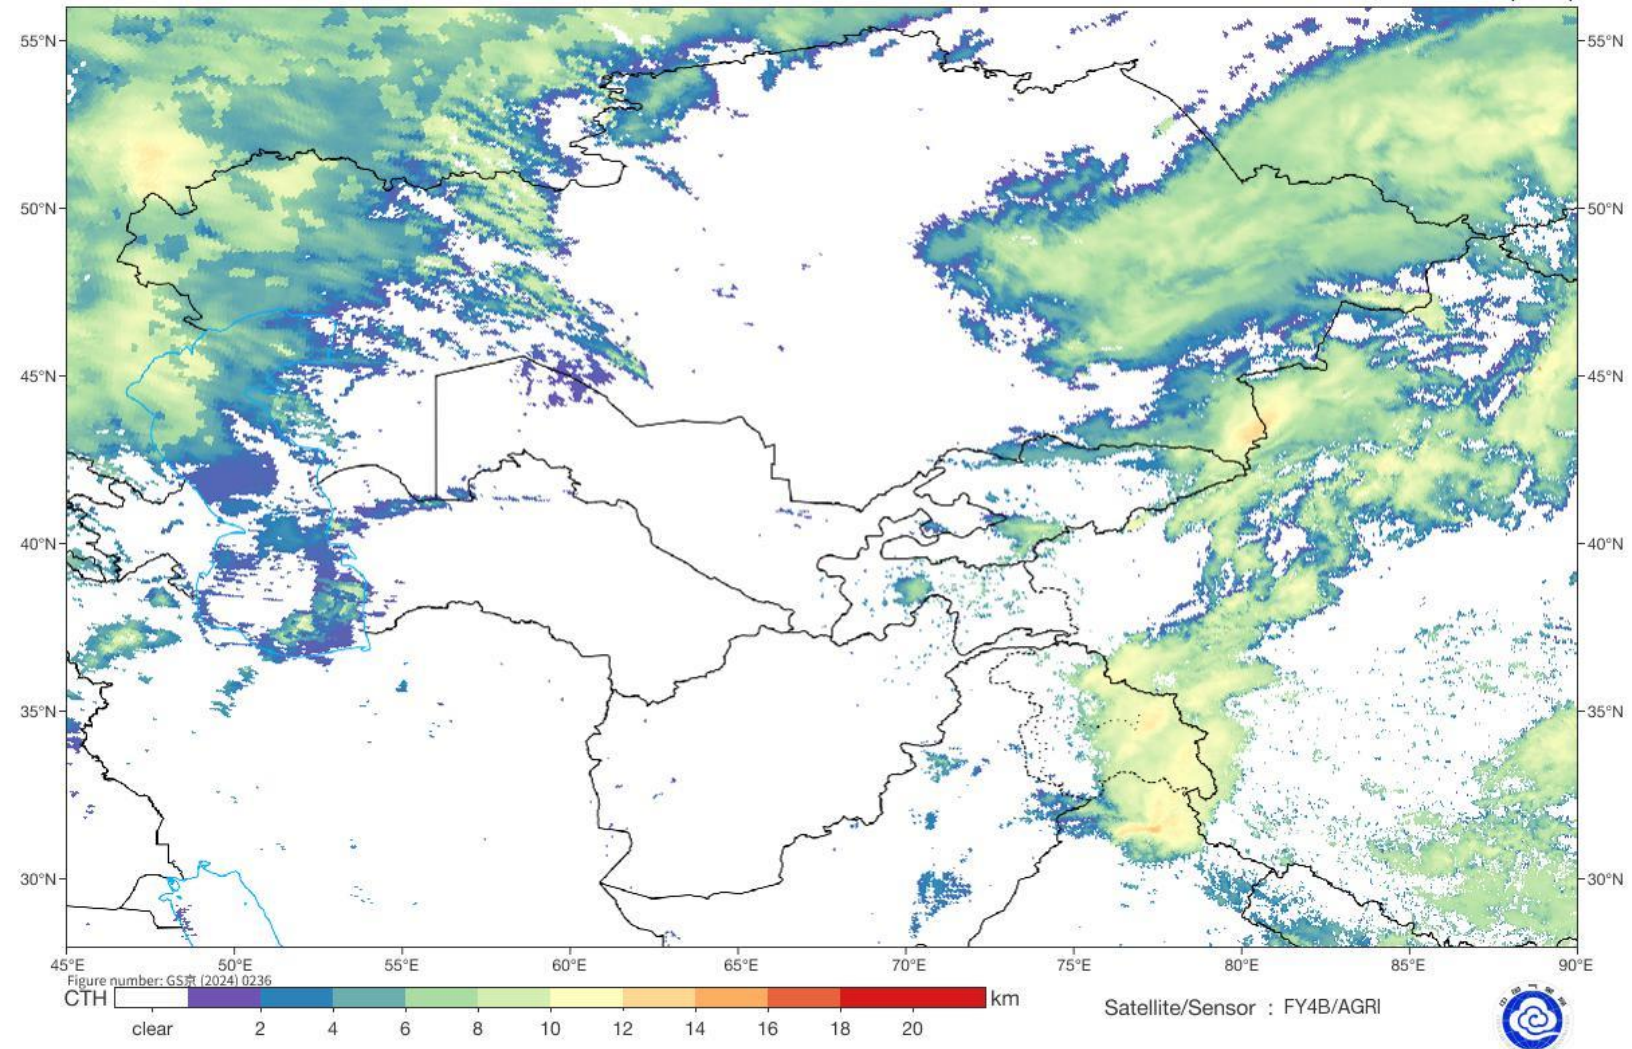 55°N 55°N
50°N 50°N
45°N 45°N
40°N 40°N
35°N 35°N
30°N 30°N
45°E 50°E 55°E 60°E 65°E 70°E 75°E 80°E 85°E 90°E
Figure number: GS京 (2024) 0236
CTH km
clear 2 4 6 8 10 12 14 16 18 20
Satellite/Sensor : FY4B/AGRI